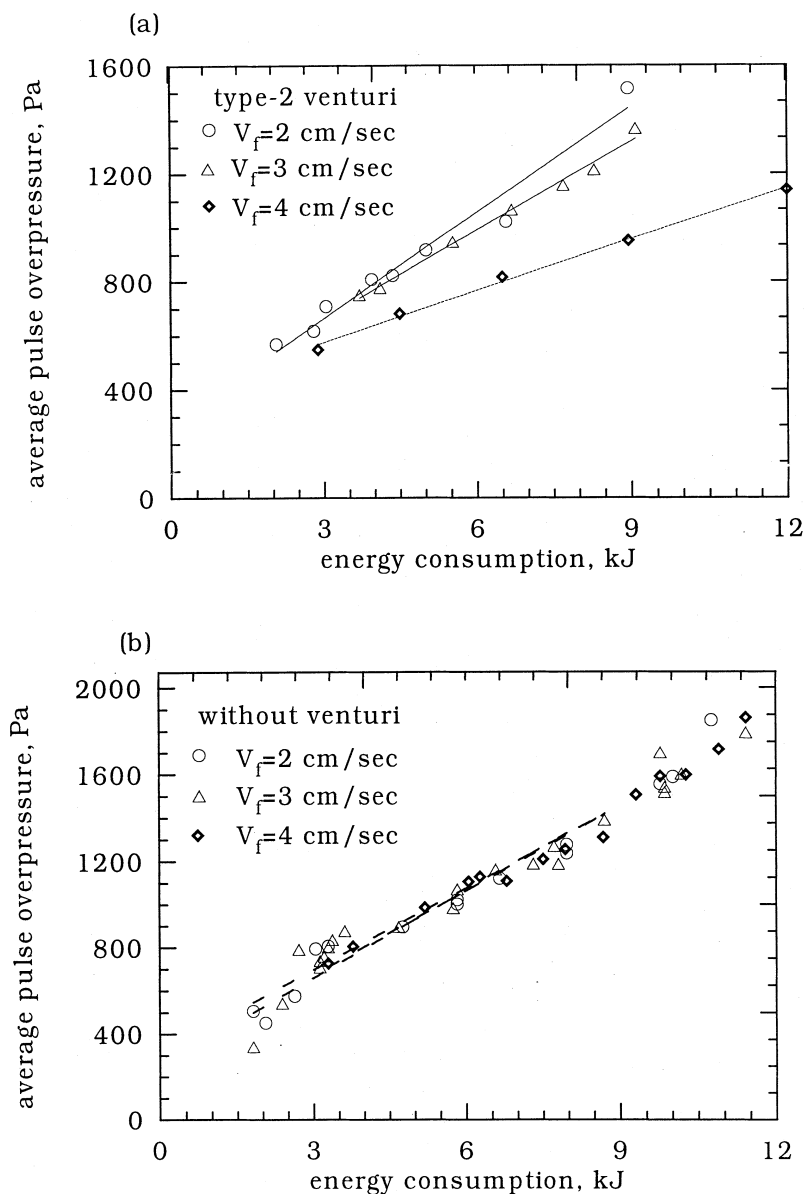 (a)
1600
1200
800
400
0
average pulse overpressure, Pa
type-2 venturi
V_f=2 cm/sec
V_f=3 cm/sec
V_f=4 cm/sec
0 3 6 9 12
energy consumption, kJ
(b)
2000
1600
1200
800
400
0
average pulse overpressure, Pa
without venturi
V_f=2 cm/sec
V_f=3 cm/sec
V_f=4 cm/sec
0 3 6 9 12
energy consumption, kJ